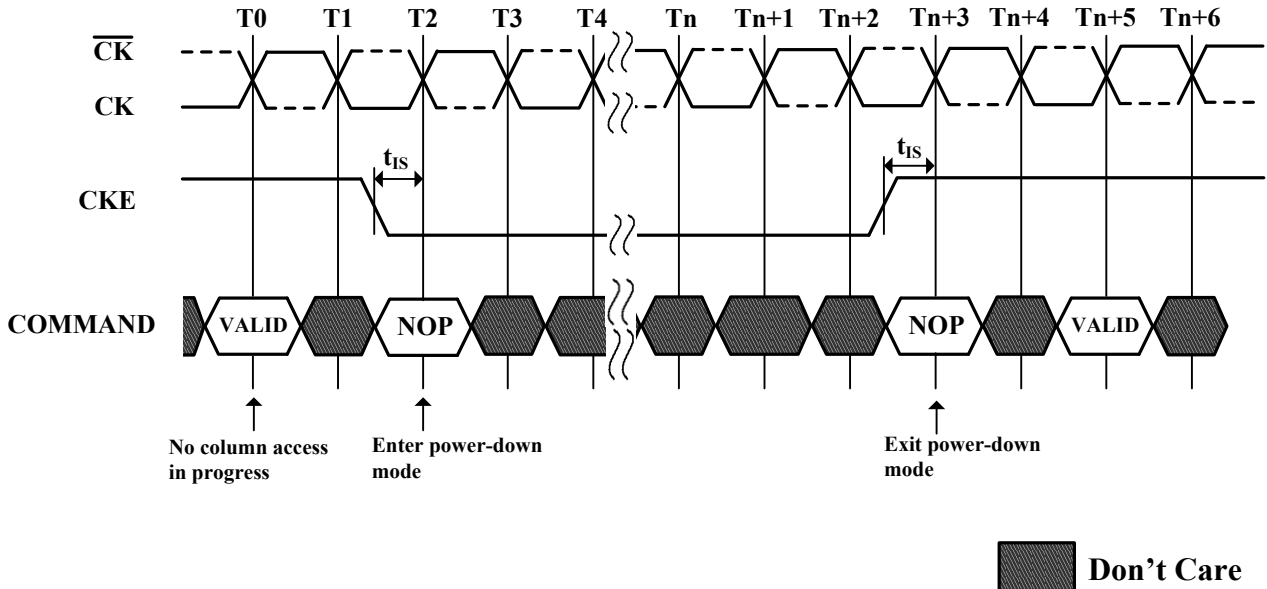 T0 T1 T2 T3 T4 Tn Tn+1 Tn+2 Tn+3 Tn+4 Tn+5 Tn+6
CK
CK
tIS tIS
CKE
COMMAND VALID NOP NOP VALID
No column access
in progress
Enter power-down
mode
Exit power-down
mode
Don't Care